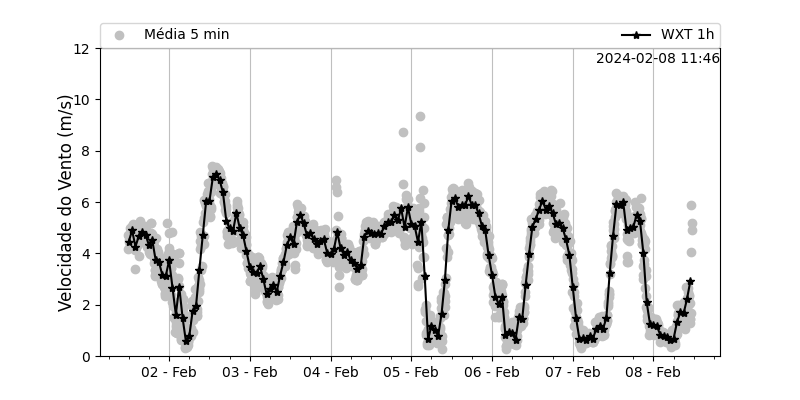 Média 5 min
WXT 1h
2024-02-08 11:46
Velocidade do Vento (m/s)
12
10
8
6
4
2
0
02 - Feb
03 - Feb
04 - Feb
05 - Feb
06 - Feb
07 - Feb
08 - Feb